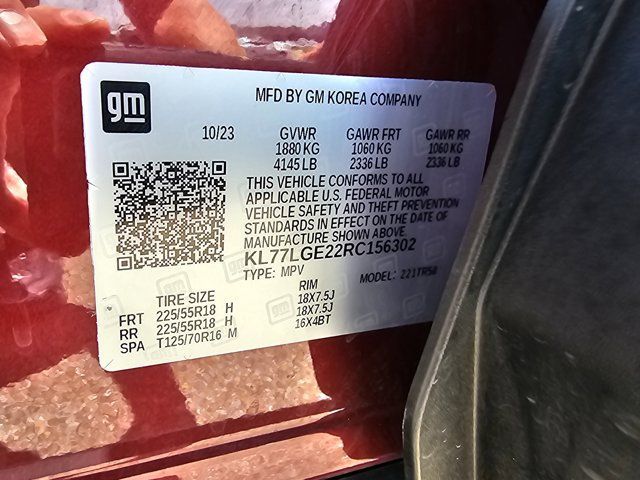 gm
MFD BY GM KOREA COMPANY
10/23 GVWR GAWR FRT GAWR RR
1880 KG 1060 KG 1060 KG
4145 LB 2336 LB 2336 LB
THIS VEHICLE CONFORMS TO ALL
APPLICABLE U.S. FEDERAL MOTOR
VEHICLE SAFETY AND THEFT PREVENTION
STANDARDS IN EFFECT ON THE DATE OF
MANUFACTURE SHOWN ABOVE
KL77LGE22RC156302
TYPE: MPV MODEL: 221TR58
TIRE SIZE RIM
FRT 225/55R18 H 18X7.5J
RR 225/55R18 H 18X7.5J
SPA T125/70R16 M 16X4BT